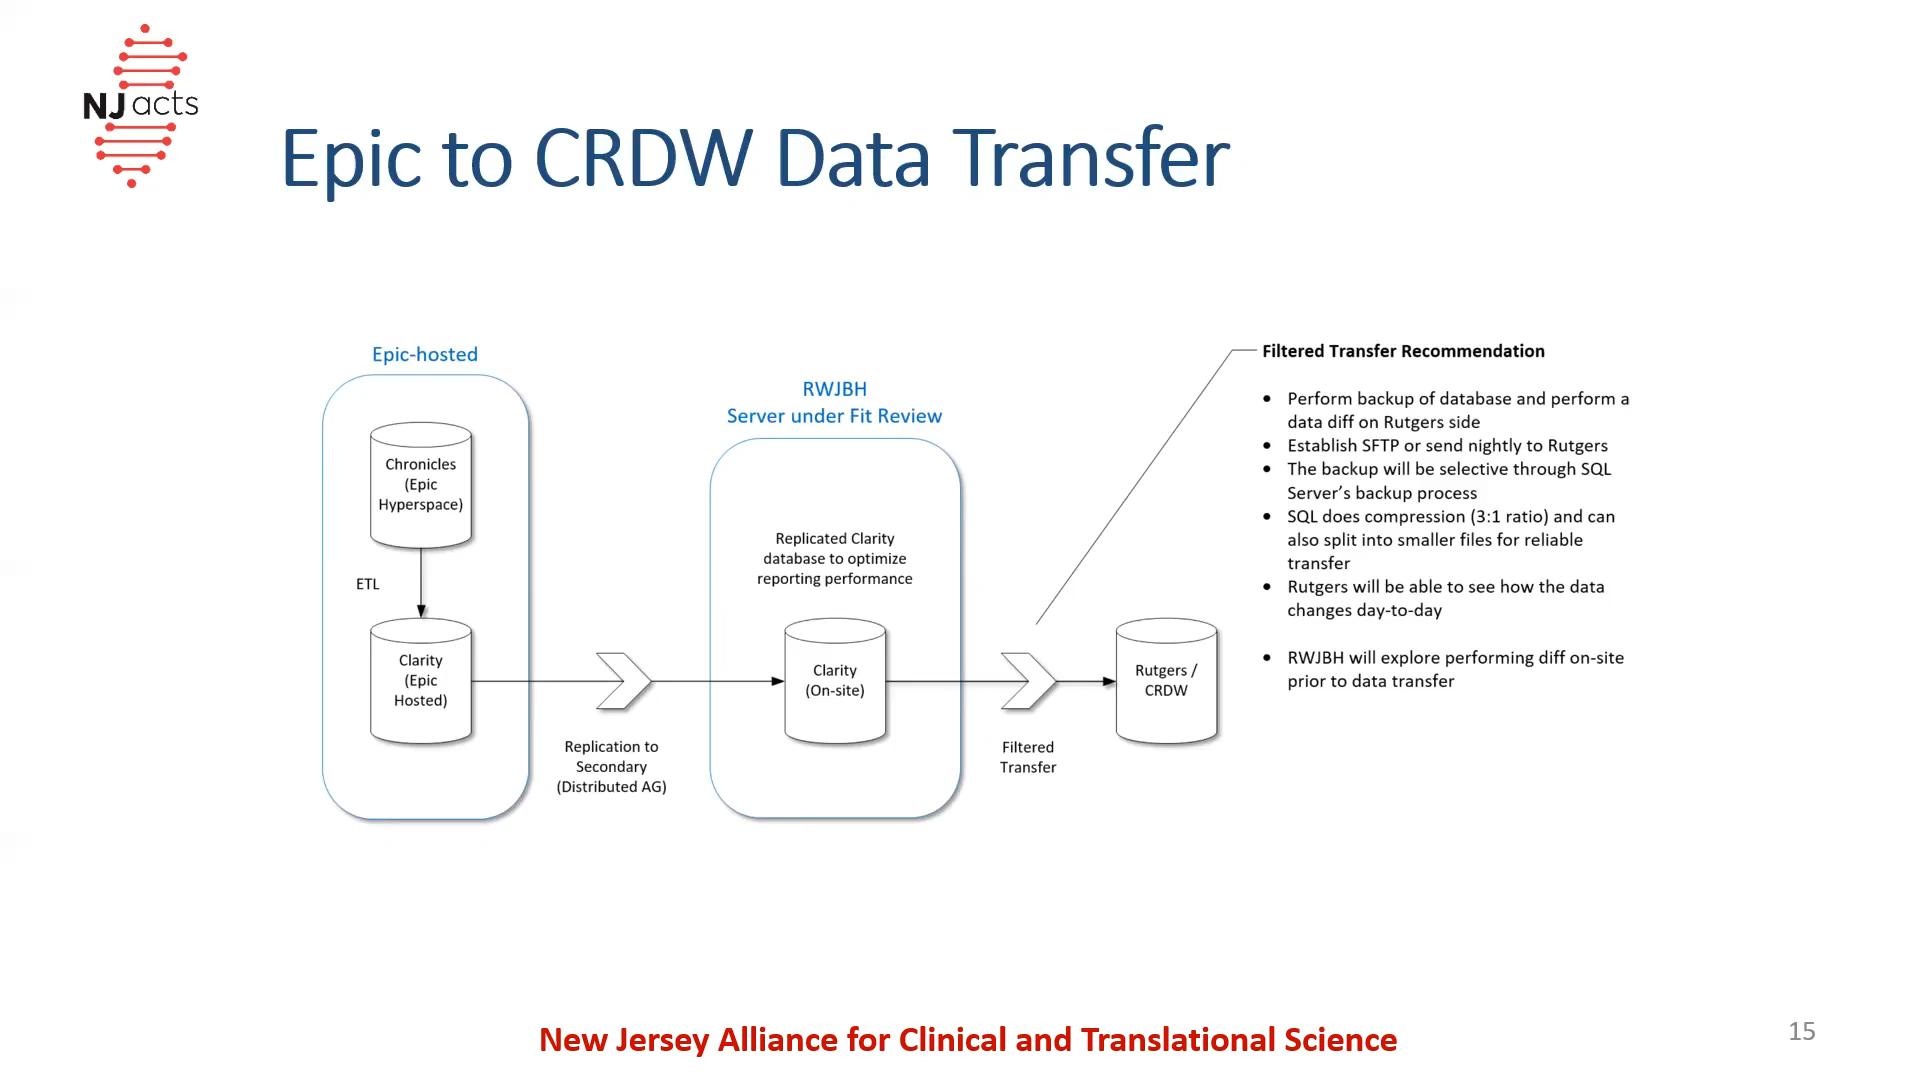 NJ acts
Epic to CRDW Data Transfer
Epic-hosted
Chronicles
(Epic
Hyperspace)
ETL
Clarity
(Epic
Hosted)
Replication to
Secondary
(Distributed AG)
RWJBH
Server under Fit Review
Replicated Clarity
database to optimize
reporting performance
Clarity
(On-site)
Filtered
Transfer
Rutgers /
CRDW
Filtered Transfer Recommendation
• Perform backup of database and perform a
data diff on Rutgers side
• Establish SFTP or send nightly to Rutgers
• The backup will be selective through SQL
Server’s backup process
• SQL does compression (3:1 ratio) and can
also split into smaller files for reliable
transfer
• Rutgers will be able to see how the data
changes day-to-day
• RWJBH will explore performing diff on-site
prior to data transfer
New Jersey Alliance for Clinical and Translational Science
15